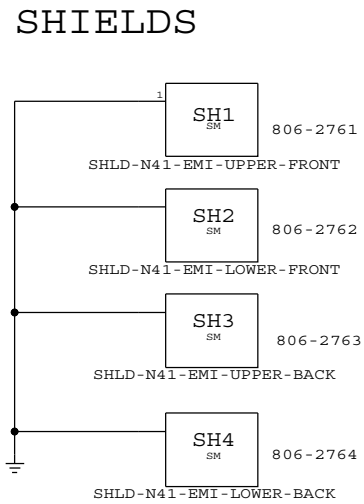 SHIELDS
1
SH1
SM
806-2761
SHLD-N41-EMI-UPPER-FRONT
SH2
SM
806-2762
SHLD-N41-EMI-LOWER-FRONT
SH3
SM
806-2763
SHLD-N41-EMI-UPPER-BACK
SH4
SM
806-2764
SHLD-N41-EMI-LOWER-BACK